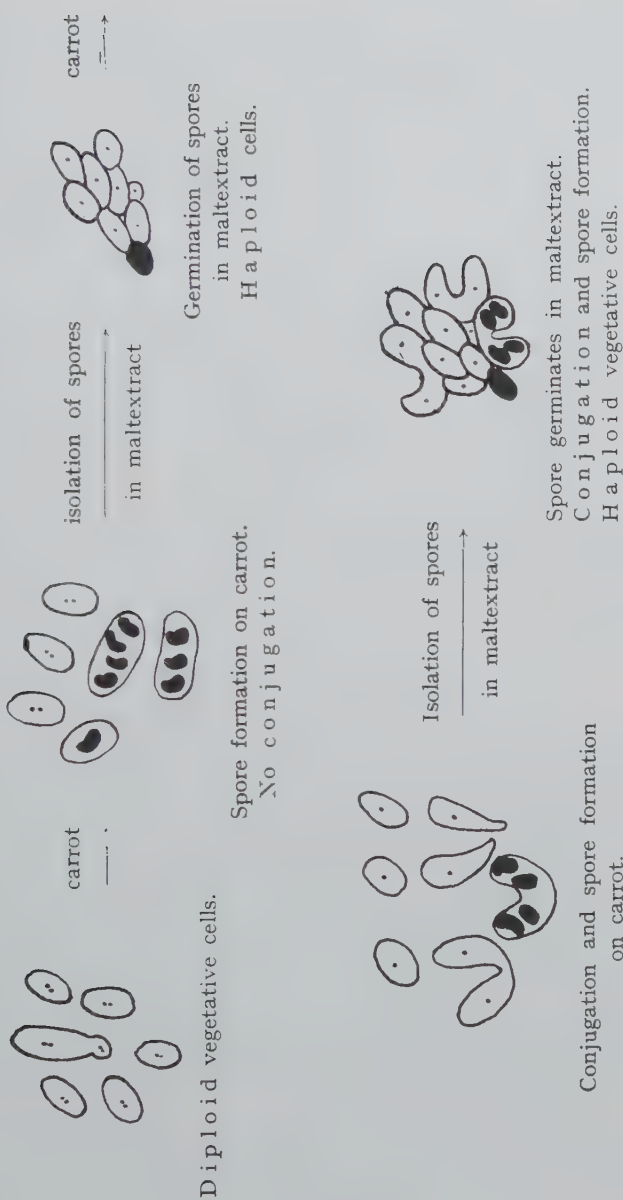 Diploid vegetative cells.
carrot
Spore formation on carrot.
No conjugation.
isolation of spores
in maltextract
Germination of spores
in maltextract.
Haploid cells.
carrot
Conjugation and spore formation
on carrot.
Isolation of spores
in maltextract
Spore germinates in maltextract.
Conjugation and spore formation.
Haploid vegetative cells.